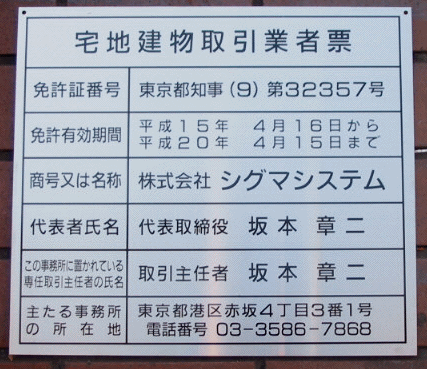 宅地建物取引業者票
免許証番号 東京都知事(9)第32357号
免許有効期間 平成15年 4月16日から
平成20年 4月15日まで
商号又は名称 株式会社 シグマシステム
代表者氏名 代表取締役 坂本 章二
この事務所に置かれている
専任取引主任者の氏名 取引主任者 坂本 章二
主たる事務所
の所在地 東京都港区赤坂4丁目3番1号
電話番号 03-3586-7868